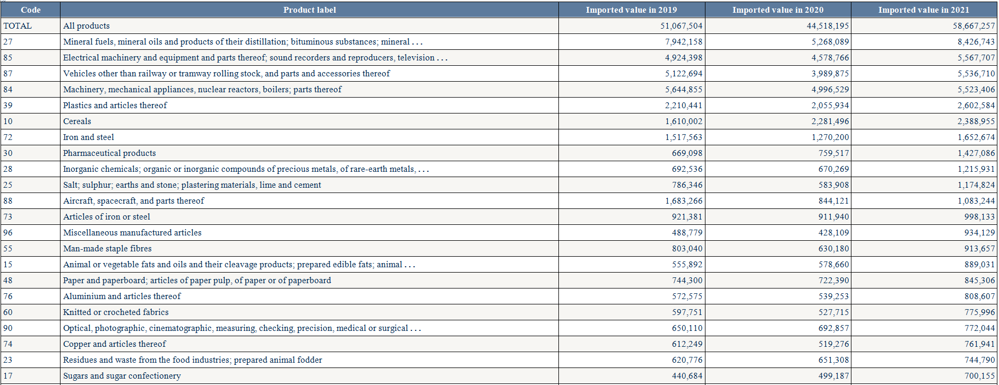 Code Product label Imported value in 2019 Imported value in 2020 Imported value in 2021
TOTAL All products 51,067,504 44,518,195 58,667,257
27 Mineral fuels, mineral oils and products of their distillation; bituminous substances; mineral . . . 7,942,158 5,268,089 8,426,743
85 Electrical machinery and equipment and parts thereof; sound recorders and reproducers, television . . . 4,924,398 4,578,766 5,567,707
87 Vehicles other than railway or tramway rolling stock, and parts and accessories thereof 5,122,694 3,989,875 5,536,710
84 Machinery, mechanical appliances, nuclear reactors, boilers; parts thereof 5,644,855 4,996,529 5,523,406
39 Plastics and articles thereof 2,210,441 2,055,934 2,602,584
10 Cereals 1,610,002 2,281,496 2,388,955
72 Iron and steel 1,517,563 1,270,200 1,652,674
30 Pharmaceutical products 669,098 759,517 1,427,086
28 Inorganic chemicals; organic or inorganic compounds of precious metals, of rare-earth metals, . . . 692,536 670,269 1,215,931
25 Salt; sulphur; earths and stone; plastering materials, lime and cement 786,346 583,908 1,174,824
88 Aircraft, spacecraft, and parts thereof 1,683,266 844,121 1,083,244
73 Articles of iron or steel 921,381 911,940 998,133
96 Miscellaneous manufactured articles 488,779 428,109 934,129
55 Man-made staple fibres 803,040 630,180 913,657
15 Animal or vegetable fats and oils and their cleavage products; prepared edible fats; animal . . . 555,892 578,660 889,031
48 Paper and paperboard; articles of paper pulp, of paper or of paperboard 744,300 722,390 845,306
76 Aluminium and articles thereof 572,575 539,253 808,607
60 Knitted or crocheted fabrics 597,751 527,715 775,996
90 Optical, photographic, cinematographic, measuring, checking, precision, medical or surgical . . . 650,110 692,857 772,044
74 Copper and articles thereof 612,249 519,276 761,941
23 Residues and waste from the food industries; prepared animal fodder 620,776 651,308 744,790
17 Sugars and sugar confectionery 440,684 499,187 700,155